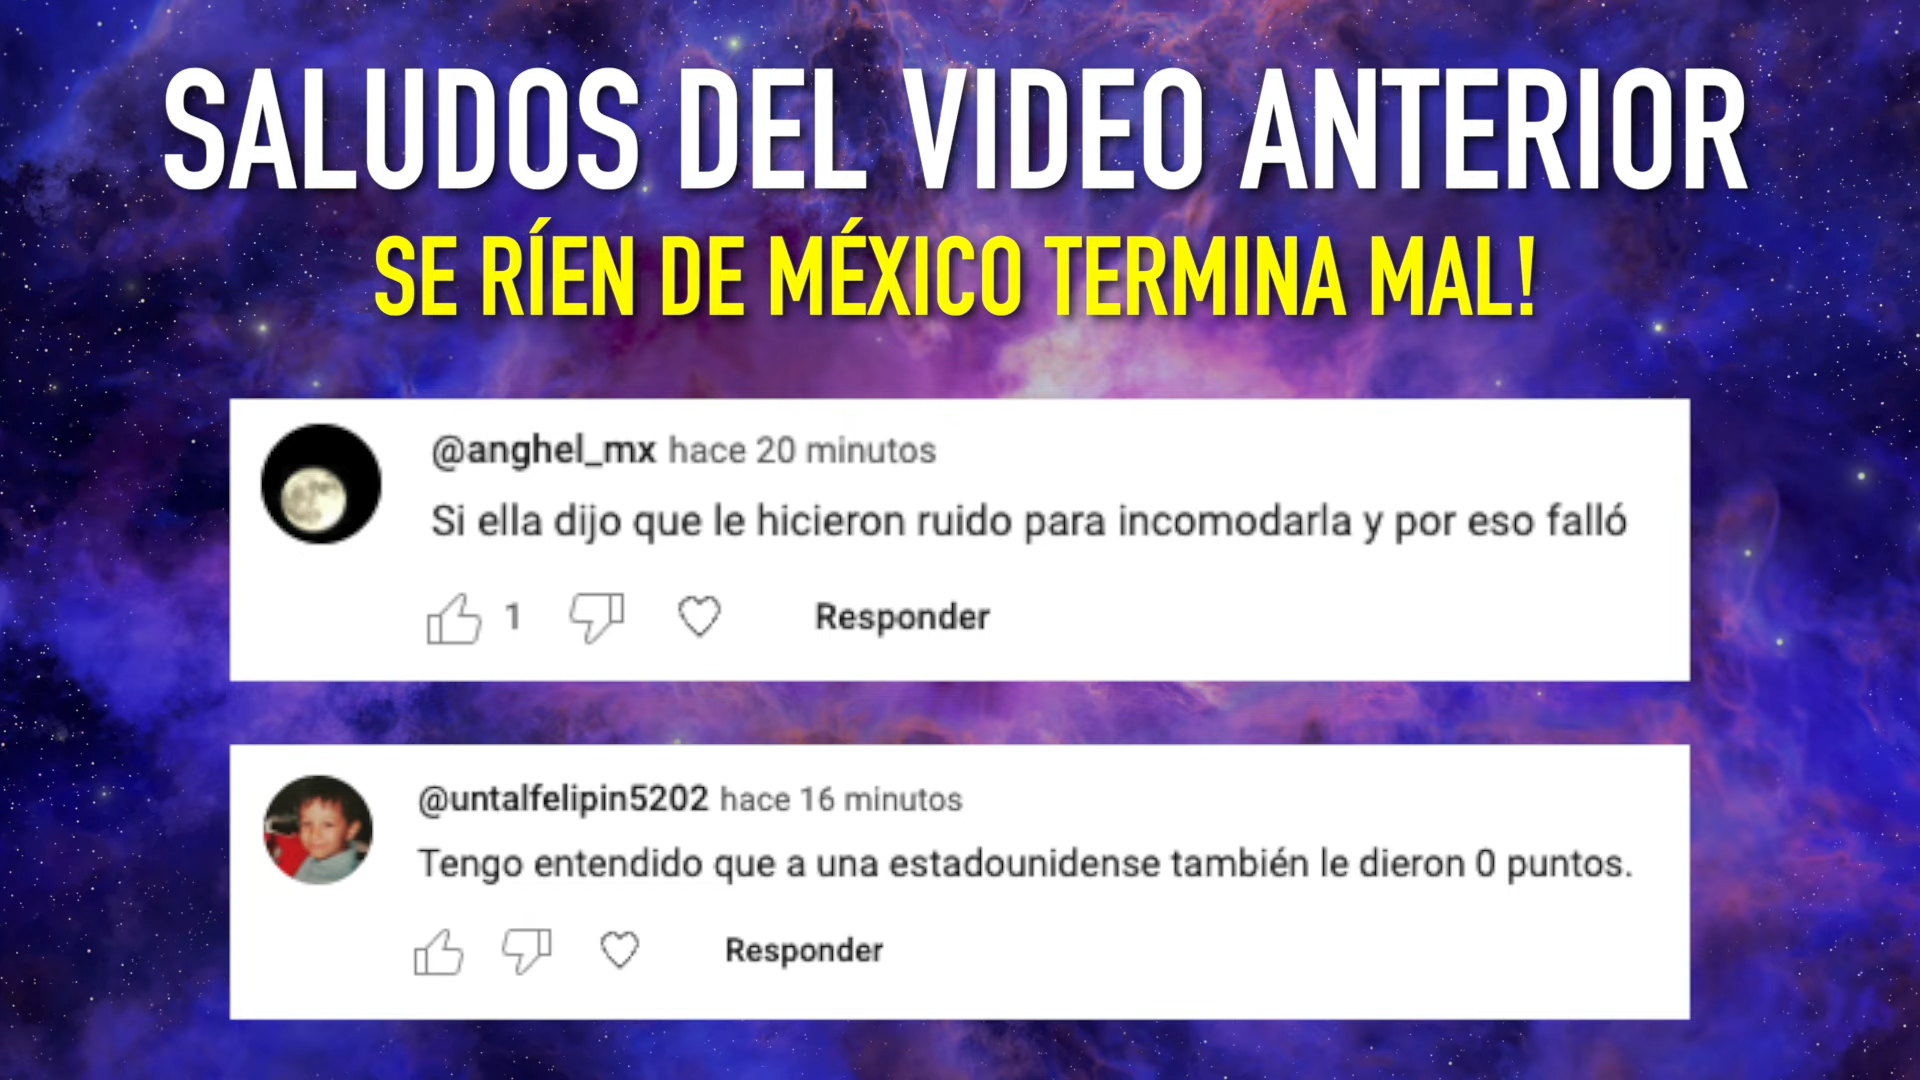 SALUDOS DEL VIDEO ANTERIOR
SE RÍEN DE MÉXICO TERMINA MAL!
@anghel_mx hace 20 minutos
Si ella dijo que le hicieron ruido para incomodarla y por eso falló
1 Responder
@untalfelipin5202 hace 16 minutos
Tengo entendido que a una estadounidense también le dieron 0 puntos.
Responder